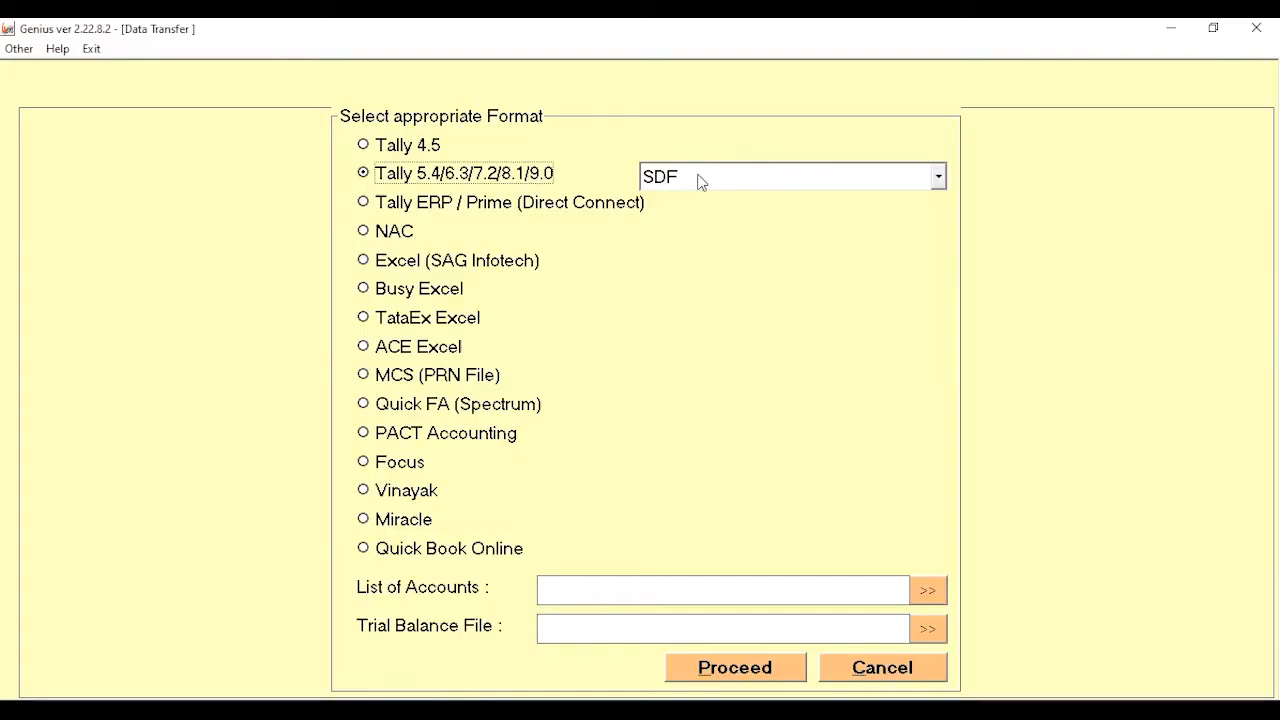 Genius ver 2.22.8.2 - [Data Transfer ]
Other Help Exit
Select appropriate Format
Tally 4.5
Tally 5.4/6.3/7.2/8.1/9.0 SDF
Tally ERP / Prime (Direct Connect)
NAC
Excel (SAG Infotech)
Busy Excel
TataEx Excel
ACE Excel
MCS (PRN File)
Quick FA (Spectrum)
PACT Accounting
Focus
Vinayak
Miracle
Quick Book Online
List of Accounts : >>
Trial Balance File : >>
Proceed Cancel